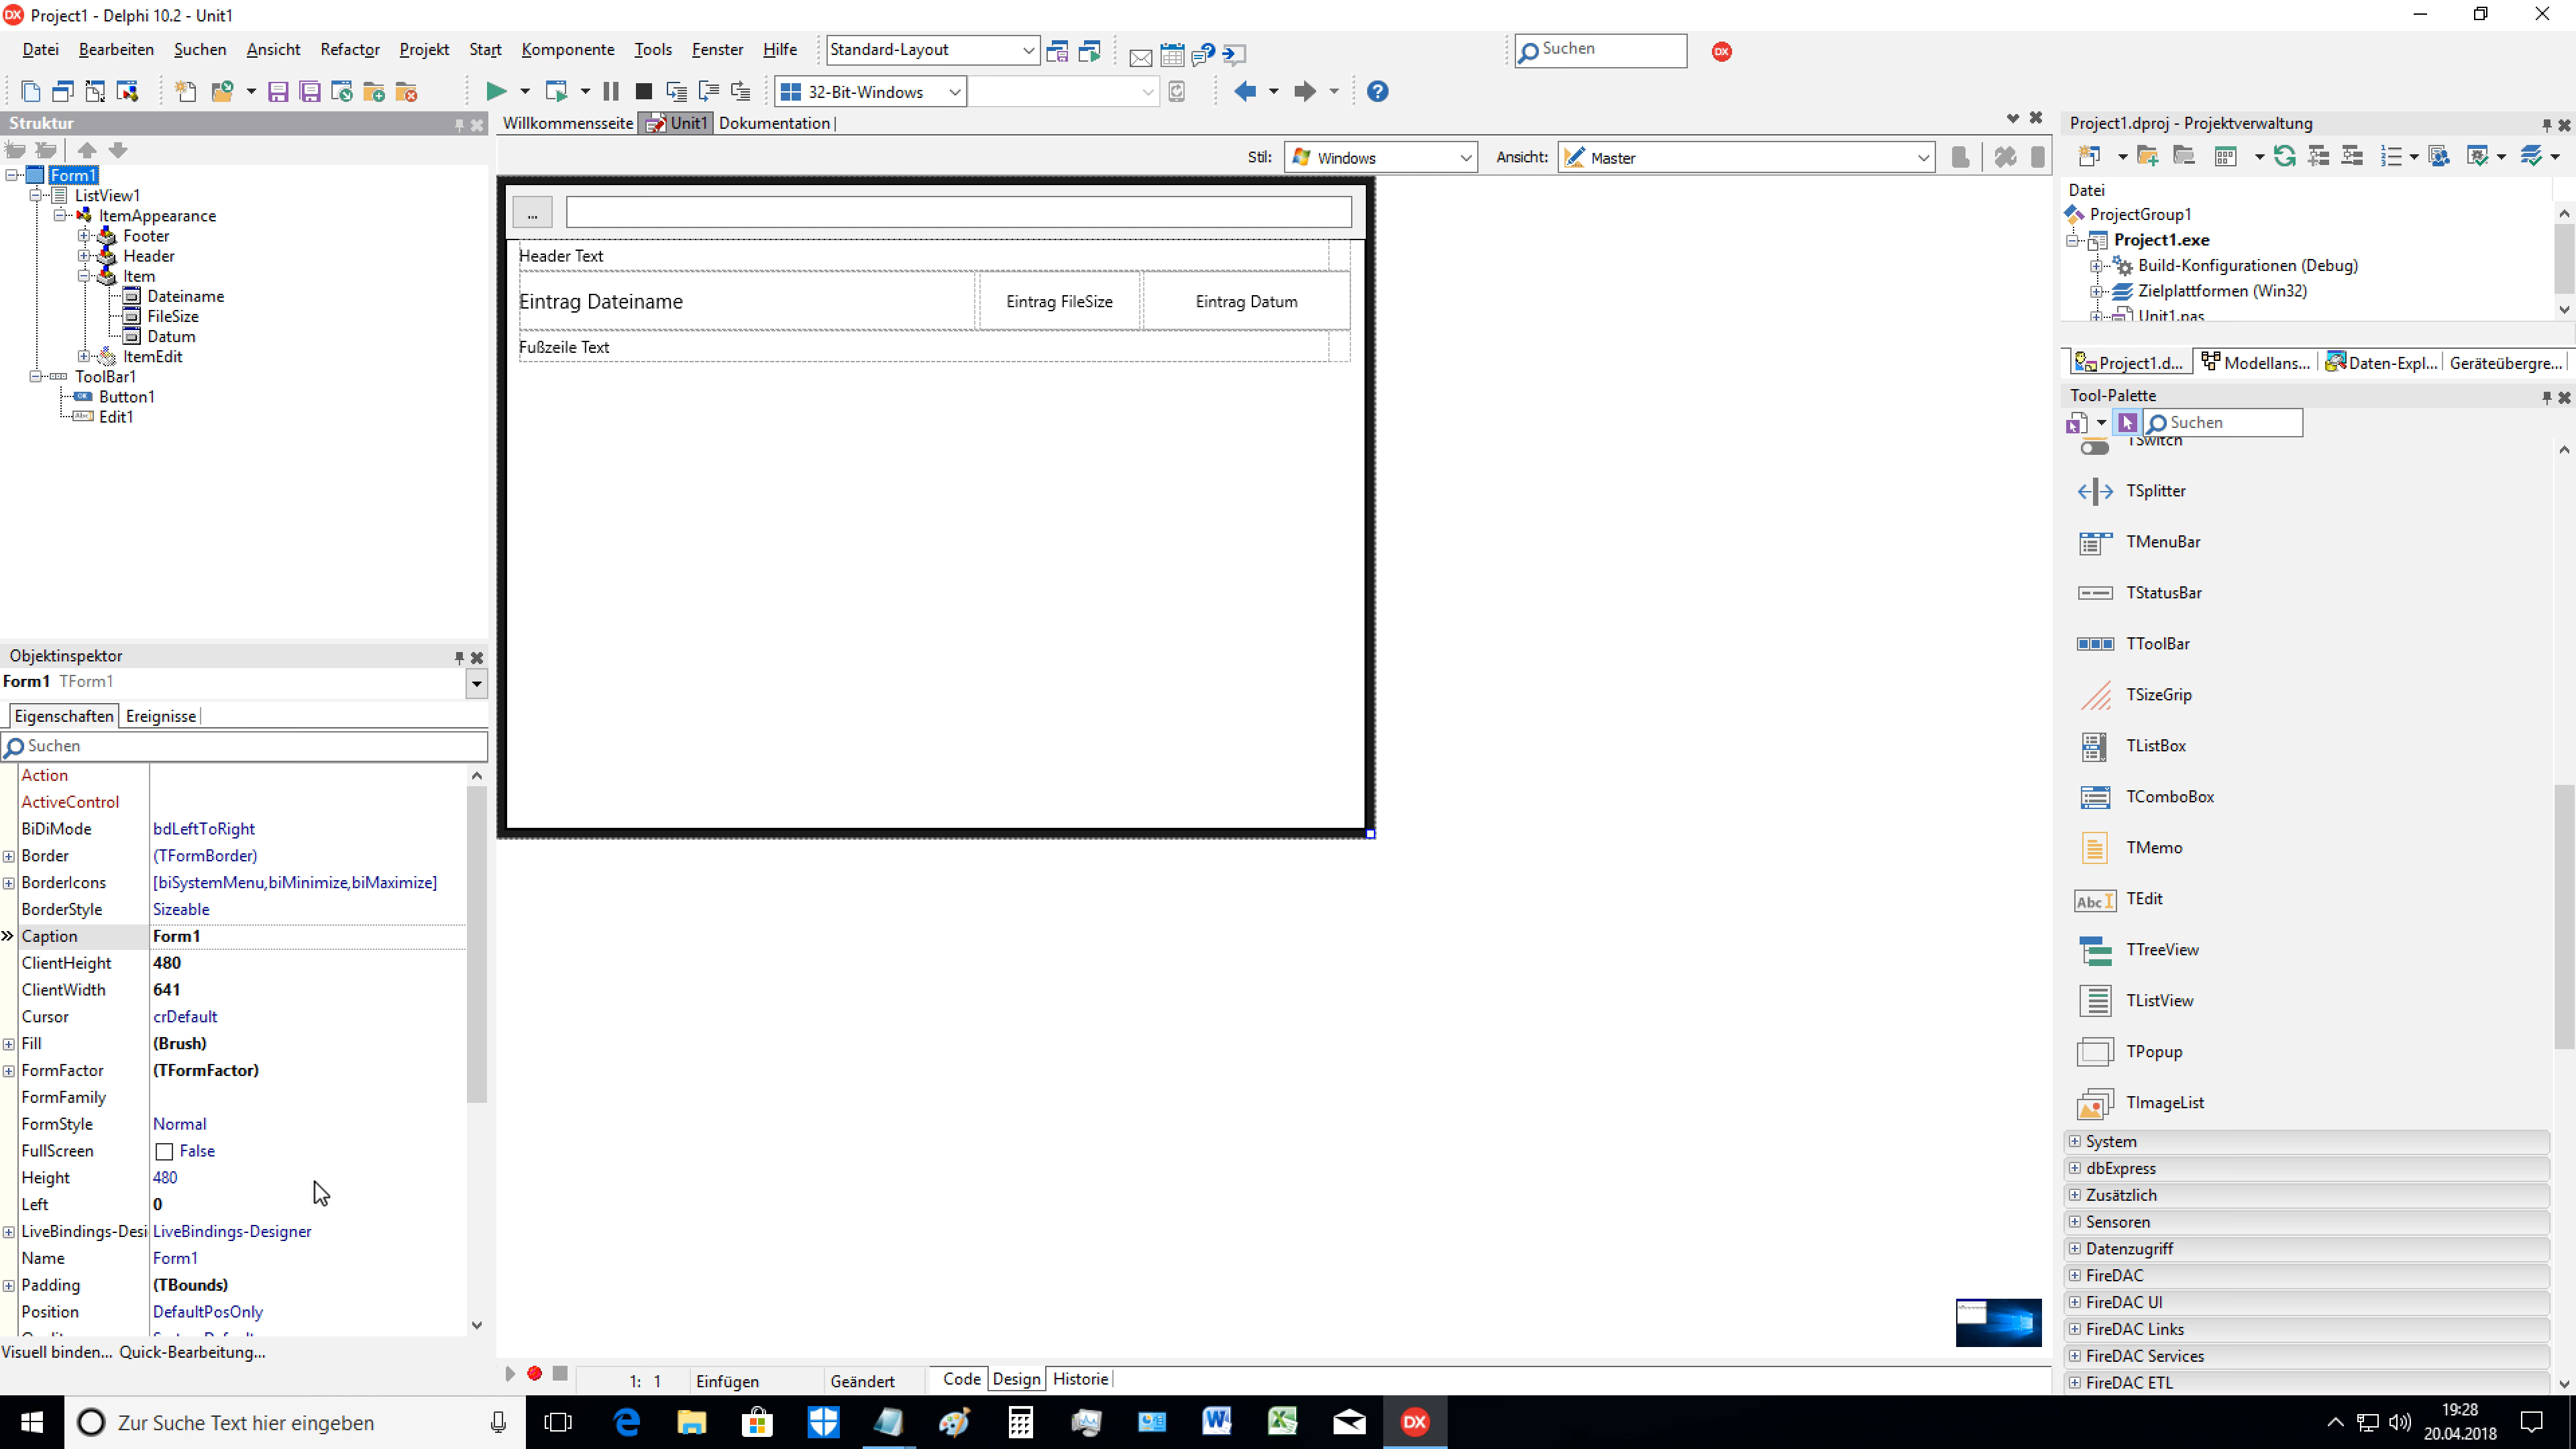 Project1 - Delphi 10.2 - Unit1
Datei Bearbeiten Suchen Ansicht Refactor Projekt Start Komponente Tools Fenster Hilfe
Standard-Layout
Suchen
DX
32-Bit-Windows
Struktur
Form1
ListView1
ItemAppearance
Footer
Header
Item
Dateiname
FileSize
Datum
ItemEdit
ToolBar1
Button1
Edit1
Objektinspektor
Form1 TForm1
Eigenschaften Ereignisse
Suchen
Action
ActiveControl
BiDiMode bdLeftToRight
Border (TFormBorder)
BorderIcons [biSystemMenu,biMinimize,biMaximize]
BorderStyle Sizeable
Caption Form1
ClientHeight 480
ClientWidth 641
Cursor crDefault
Fill (Brush)
FormFactor (TFormFactor)
FormFamily
FormStyle Normal
FullScreen False
Height 480
Left 0
LiveBindings-Desi LiveBindings-Designer
Name Form1
Padding (TBounds)
Position DefaultPosOnly
Visuell binden... Quick-Bearbeitung...
Willkommensseite Unit1 Dokumentation
Stil: Windows Ansicht: Master
...
Header Text
Eintrag Dateiname Eintrag FileSize Eintrag Datum
Fußzeile Text
1: 1 Einfügen Geändert Code Design Historie
Project1.dproj - Projektverwaltung
Datei
ProjectGroup1
Project1.exe
Build-Konfigurationen (Debug)
Zielplattformen (Win32)
Unit1.pas
Project1.d... Modellans... Daten-Expl... Geräteübergre...
Tool-Palette
Suchen
TSwitch
TSplitter
TMenuBar
TStatusBar
TToolBar
TSizeGrip
TListBox
TComboBox
TMemo
TEdit
TTreeView
TListView
TPopup
TImageList
System
dbExpress
Zusätzlich
Sensoren
Datenzugriff
FireDAC
FireDAC UI
FireDAC Links
FireDAC Services
FireDAC ETL
Zur Suche Text hier eingeben
DX
19:28
20.04.2018